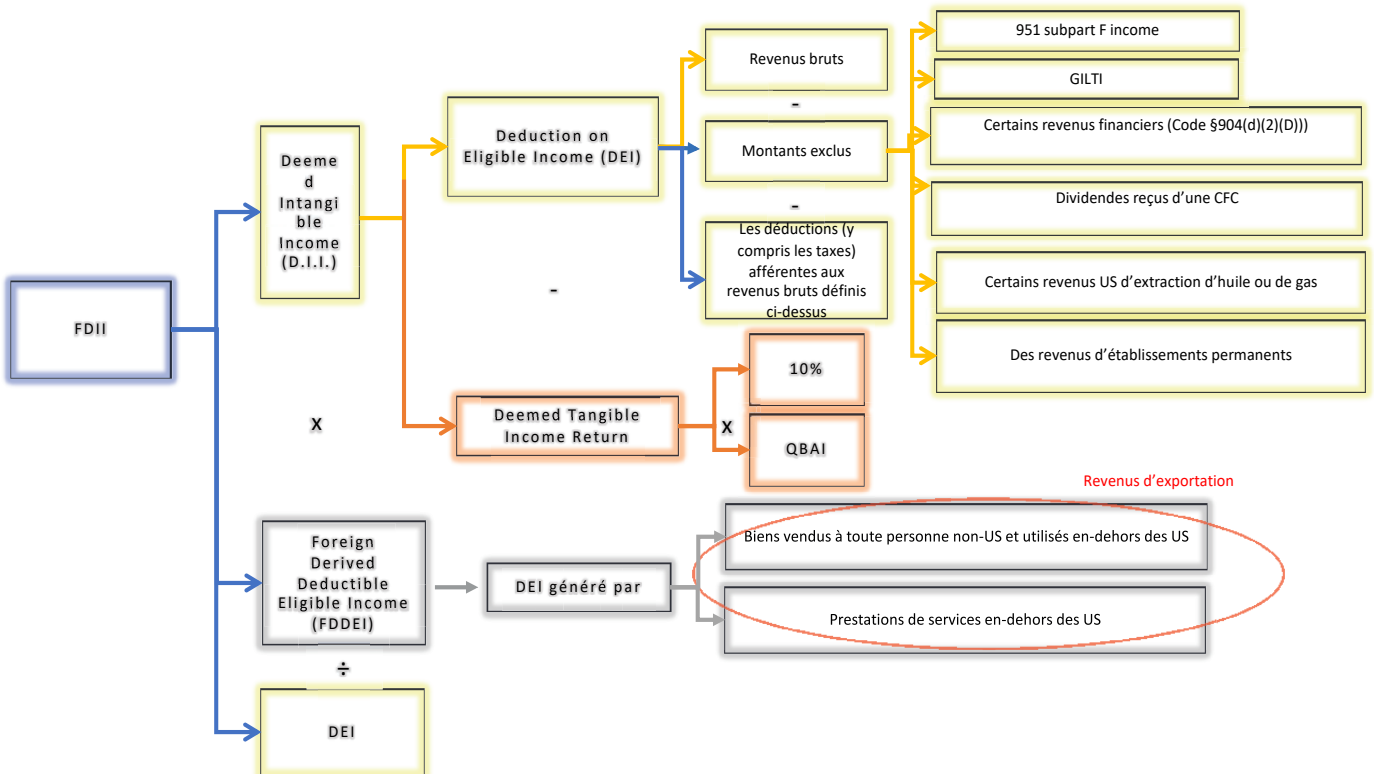 951 subpart F income
Revenus bruts
GILTI
-
Deduction on
Eligible Income (DEI)
Certains revenus financiers (Code §904(d)(2)(D)))
Montants exclus
Deeme
d
Intangi
ble
Income
(D.I.I.)
Dividendes reçus d'une CFC
-
Les déductions (y
compris les taxes)
afférentes aux
revenus bruts définis
ci-dessus
Certains revenus US d'extraction d'huile ou de gas
-
FDII
Des revenus d'établissements permanents
10%
Deemed Tangible
Income Return
X
X
QBAI
Revenus d'exportation
Biens vendus à toute personne non-US et utilisés en-dehors des US
Foreign
Derived
Deductible
Eligible Income
(FDDEI)
DEI généré par
Prestations de services en-dehors des US
÷
DEI